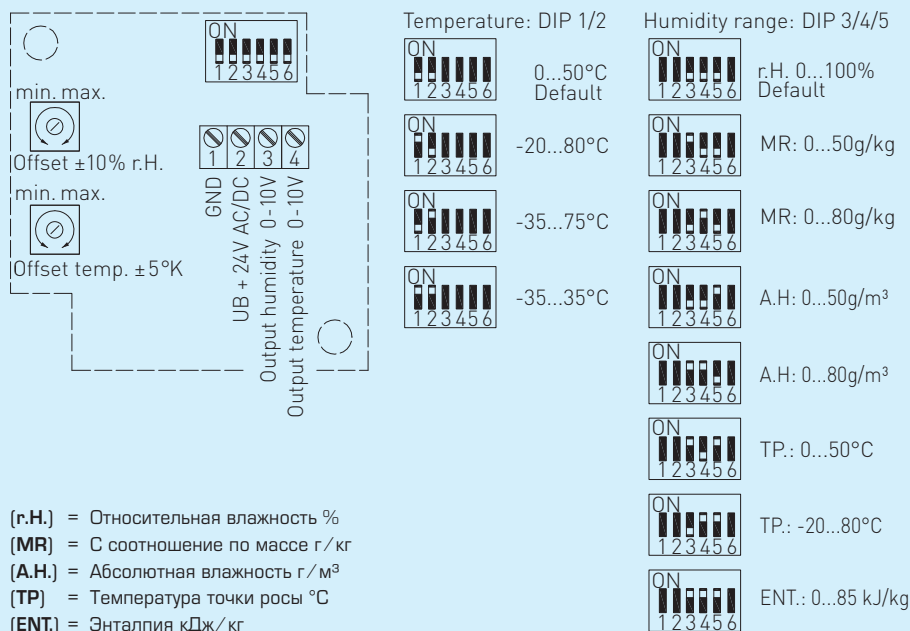 ON
1 2 3 4 5 6
min. max.
Offset ±10% r.H.
min. max.
Offset temp. ±5°K
1 2 3 4
GND
UB + 24V AC/DC
Output humidity 0-10V
Output temperature 0-10V
Temperature: DIP 1/2
ON
1 2 3 4 5 6
0...50°C
Default
ON
1 2 3 4 5 6
-20...80°C
ON
1 2 3 4 5 6
-35...75°C
ON
1 2 3 4 5 6
-35...35°C
Humidity range: DIP 3/4/5
ON
1 2 3 4 5 6
r.H. 0...100%
Default
ON
1 2 3 4 5 6
MR: 0...50g/kg
ON
1 2 3 4 5 6
MR: 0...80g/kg
ON
1 2 3 4 5 6
A.H: 0...50g/m³
ON
1 2 3 4 5 6
A.H: 0...80g/m³
ON
1 2 3 4 5 6
TP.: 0...50°C
ON
1 2 3 4 5 6
TP.: -20...80°C
ON
1 2 3 4 5 6
ENT.: 0...85 kJ/kg
(r.H.) = Относительная влажность %
(MR) = С соотношение по массе г/кг
(A.H.) = Абсолютная влажность г/м³
(TP) = Температура точки росы °C
(ENT.) = Энталпия кДж/кг